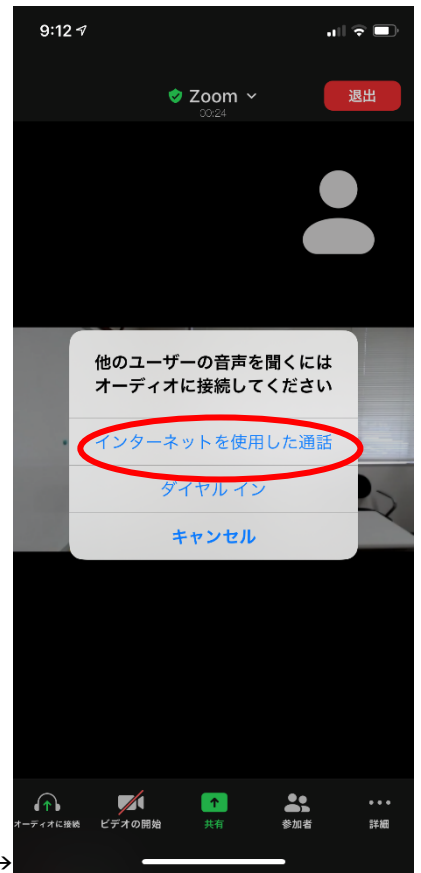 9:12
Zoom
退出
00:24
他のユーザーの音声を聞くには
オーディオに接続してください
インターネットを使用した通話
ダイヤル イン
キャンセル
オーディオに接続 ビデオの開始 共有 参加者 詳細
→